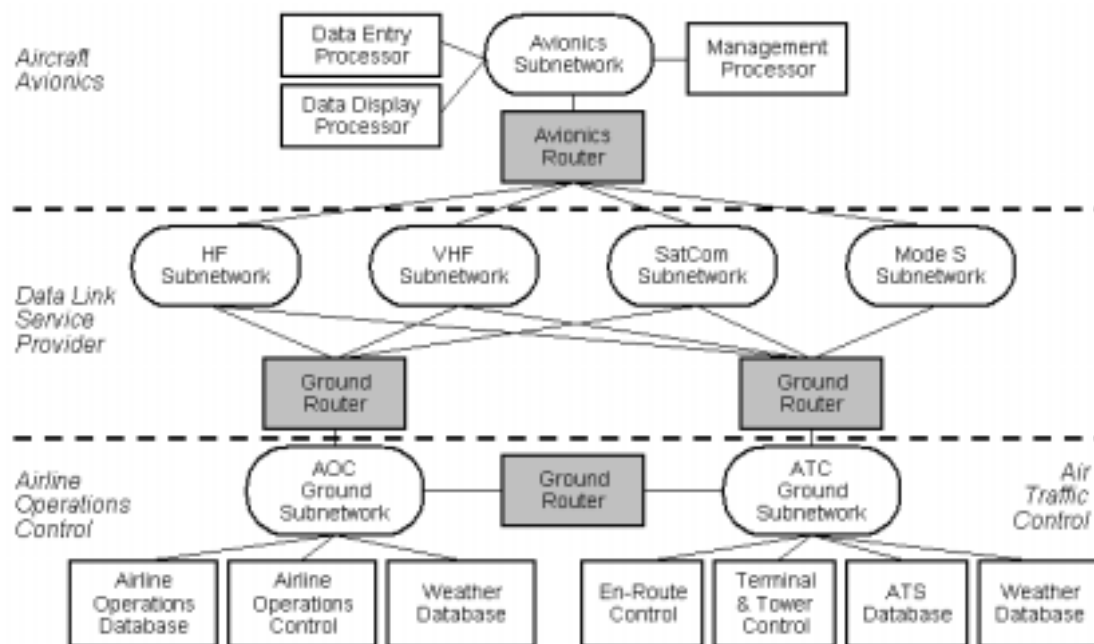 Aircraft
Avionics
Data Entry
Processor
Data Display
Processor
Avionics
Subnetwork
Management
Processor
Avionics
Router
Data Link
Service
Provider
HF
Subnetwork
VHF
Subnetwork
SatCom
Subnetwork
Mode S
Subnetwork
Ground
Router
Ground
Router
Airline
Operations
Control
AOC
Ground
Subnetwork
Ground
Router
ATC
Ground
Subnetwork
Air
Traffic
Control
Airline
Operations
Database
Airline
Operations
Control
Weather
Database
En-Route
Control
Terminal
& Tower
Control
ATS
Database
Weather
Database